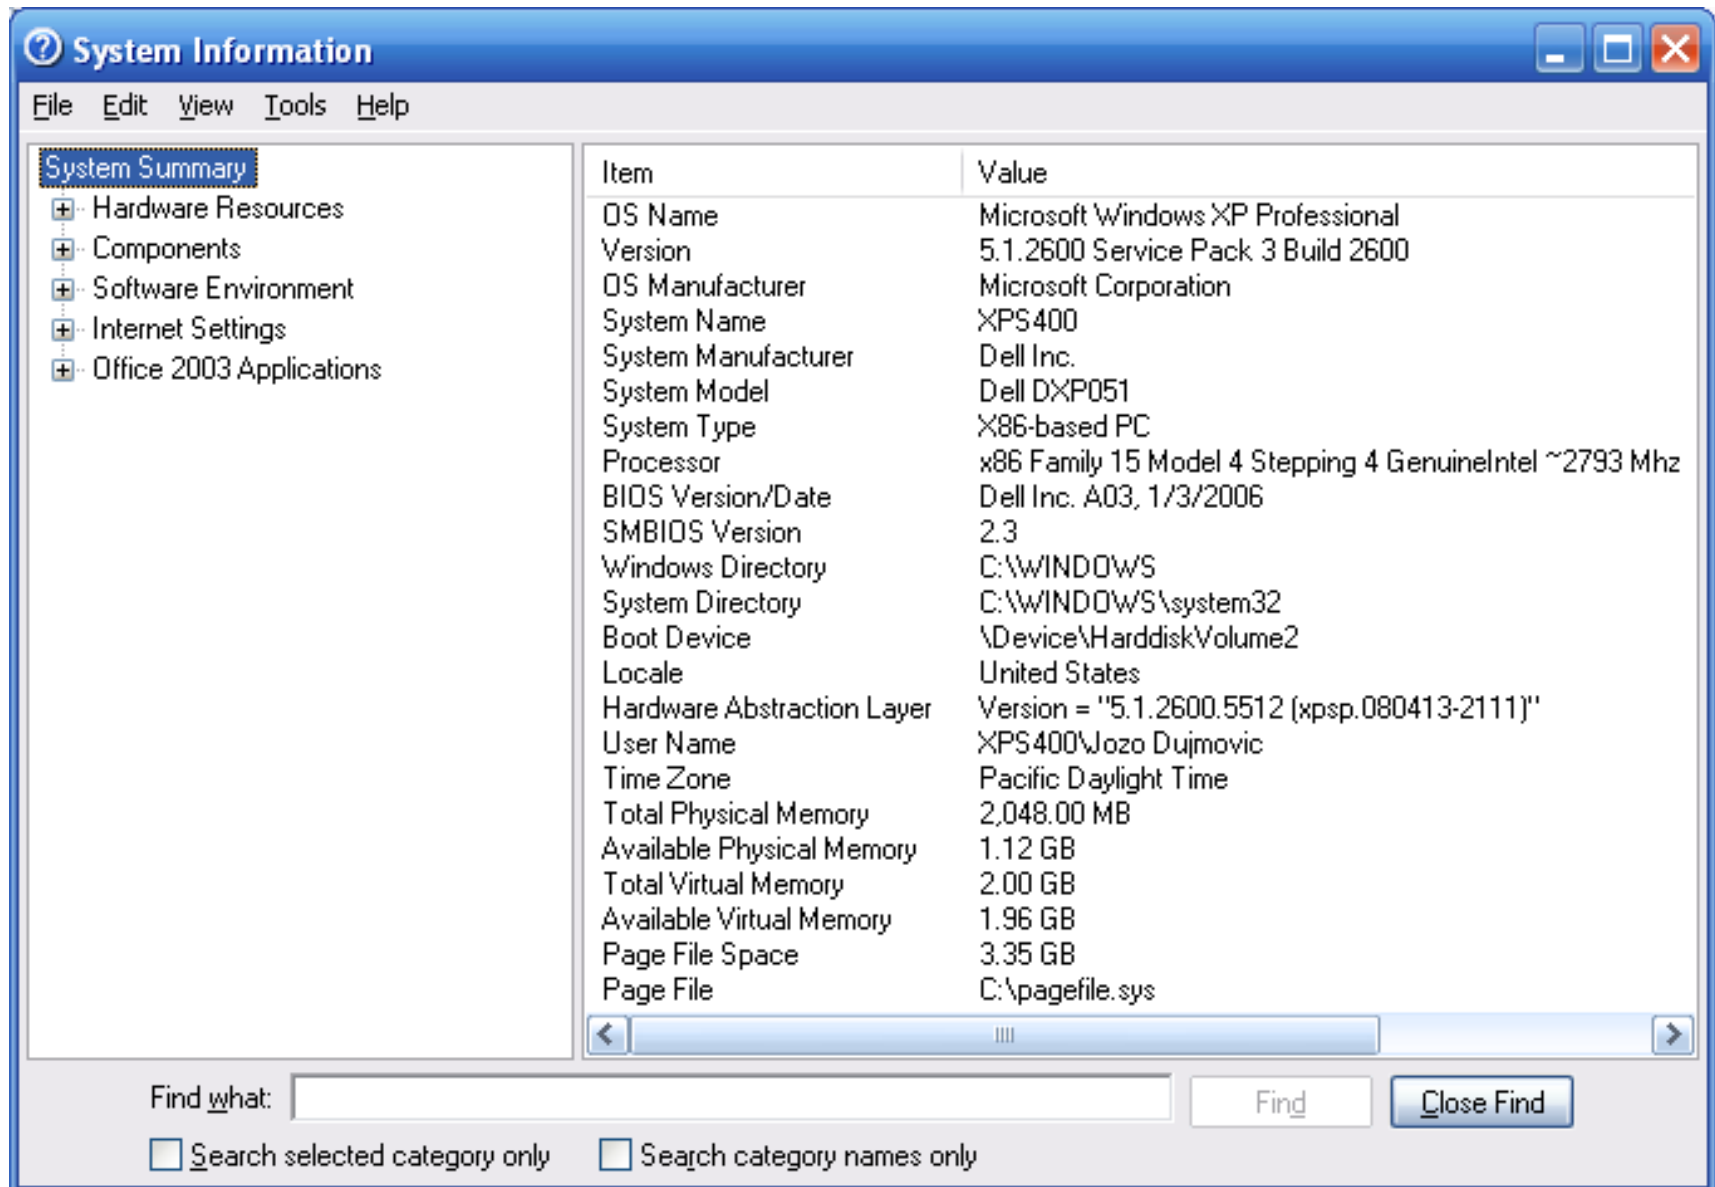 System Information
File Edit View Tools Help
System Summary
Hardware Resources
Components
Software Environment
Internet Settings
Office 2003 Applications
Item Value
OS Name Microsoft Windows XP Professional
Version 5.1.2600 Service Pack 3 Build 2600
OS Manufacturer Microsoft Corporation
System Name XPS400
System Manufacturer Dell Inc.
System Model Dell DXP051
System Type X86-based PC
Processor x86 Family 15 Model 4 Stepping 4 GenuineIntel ~2793 Mhz
BIOS Version/Date Dell Inc. A03, 1/3/2006
SMBIOS Version 2.3
Windows Directory C:\WINDOWS
System Directory C:\WINDOWS\system32
Boot Device \Device\HarddiskVolume2
Locale United States
Hardware Abstraction Layer Version = "5.1.2600.5512 (xpsp.080413-2111)"
User Name XPS400\Jozo Dujmovic
Time Zone Pacific Daylight Time
Total Physical Memory 2,048.00 MB
Available Physical Memory 1.12 GB
Total Virtual Memory 2.00 GB
Available Virtual Memory 1.96 GB
Page File Space 3.35 GB
Page File C:\pagefile.sys
Find what: Find Close Find
Search selected category only Search category names only